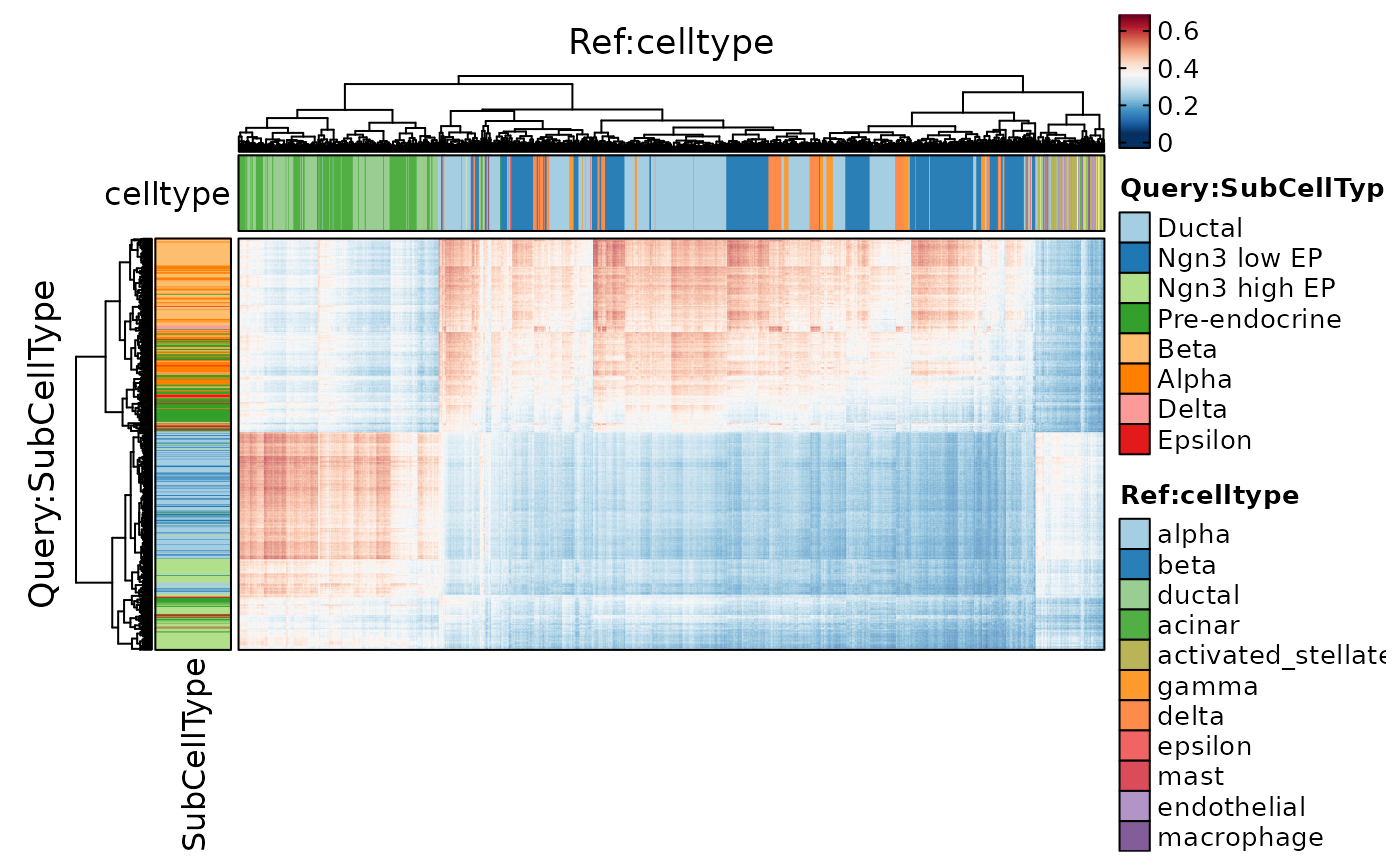 Ref:celltype
celltype
Query:SubCellType
SubCellType
0.6
0.4
0.2
0
Query:SubCellTyp
Ductal
Ngn3 low EP
Ngn3 high EP
Pre-endocrine
Beta
Alpha
Delta
Epsilon
Ref:celltype
alpha
beta
ductal
acinar
activated_stellate
gamma
delta
epsilon
mast
endothelial
macrophage